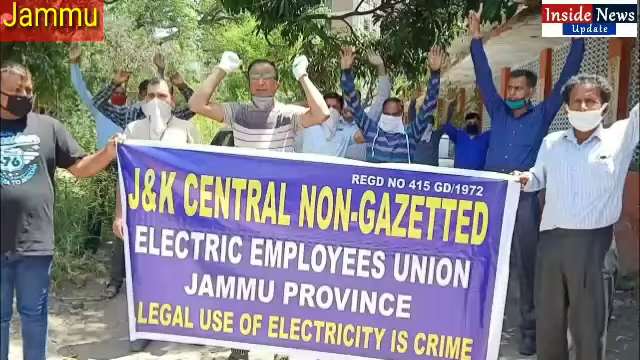 Jammu
Inside News
Update
REGD NO 415 GD/1972
J&K CENTRAL NON-GAZETTED
ELECTRIC EMPLOYEES UNION
JAMMU PROVINCE
LEGAL USE OF ELECTRICITY IS CRIME
76